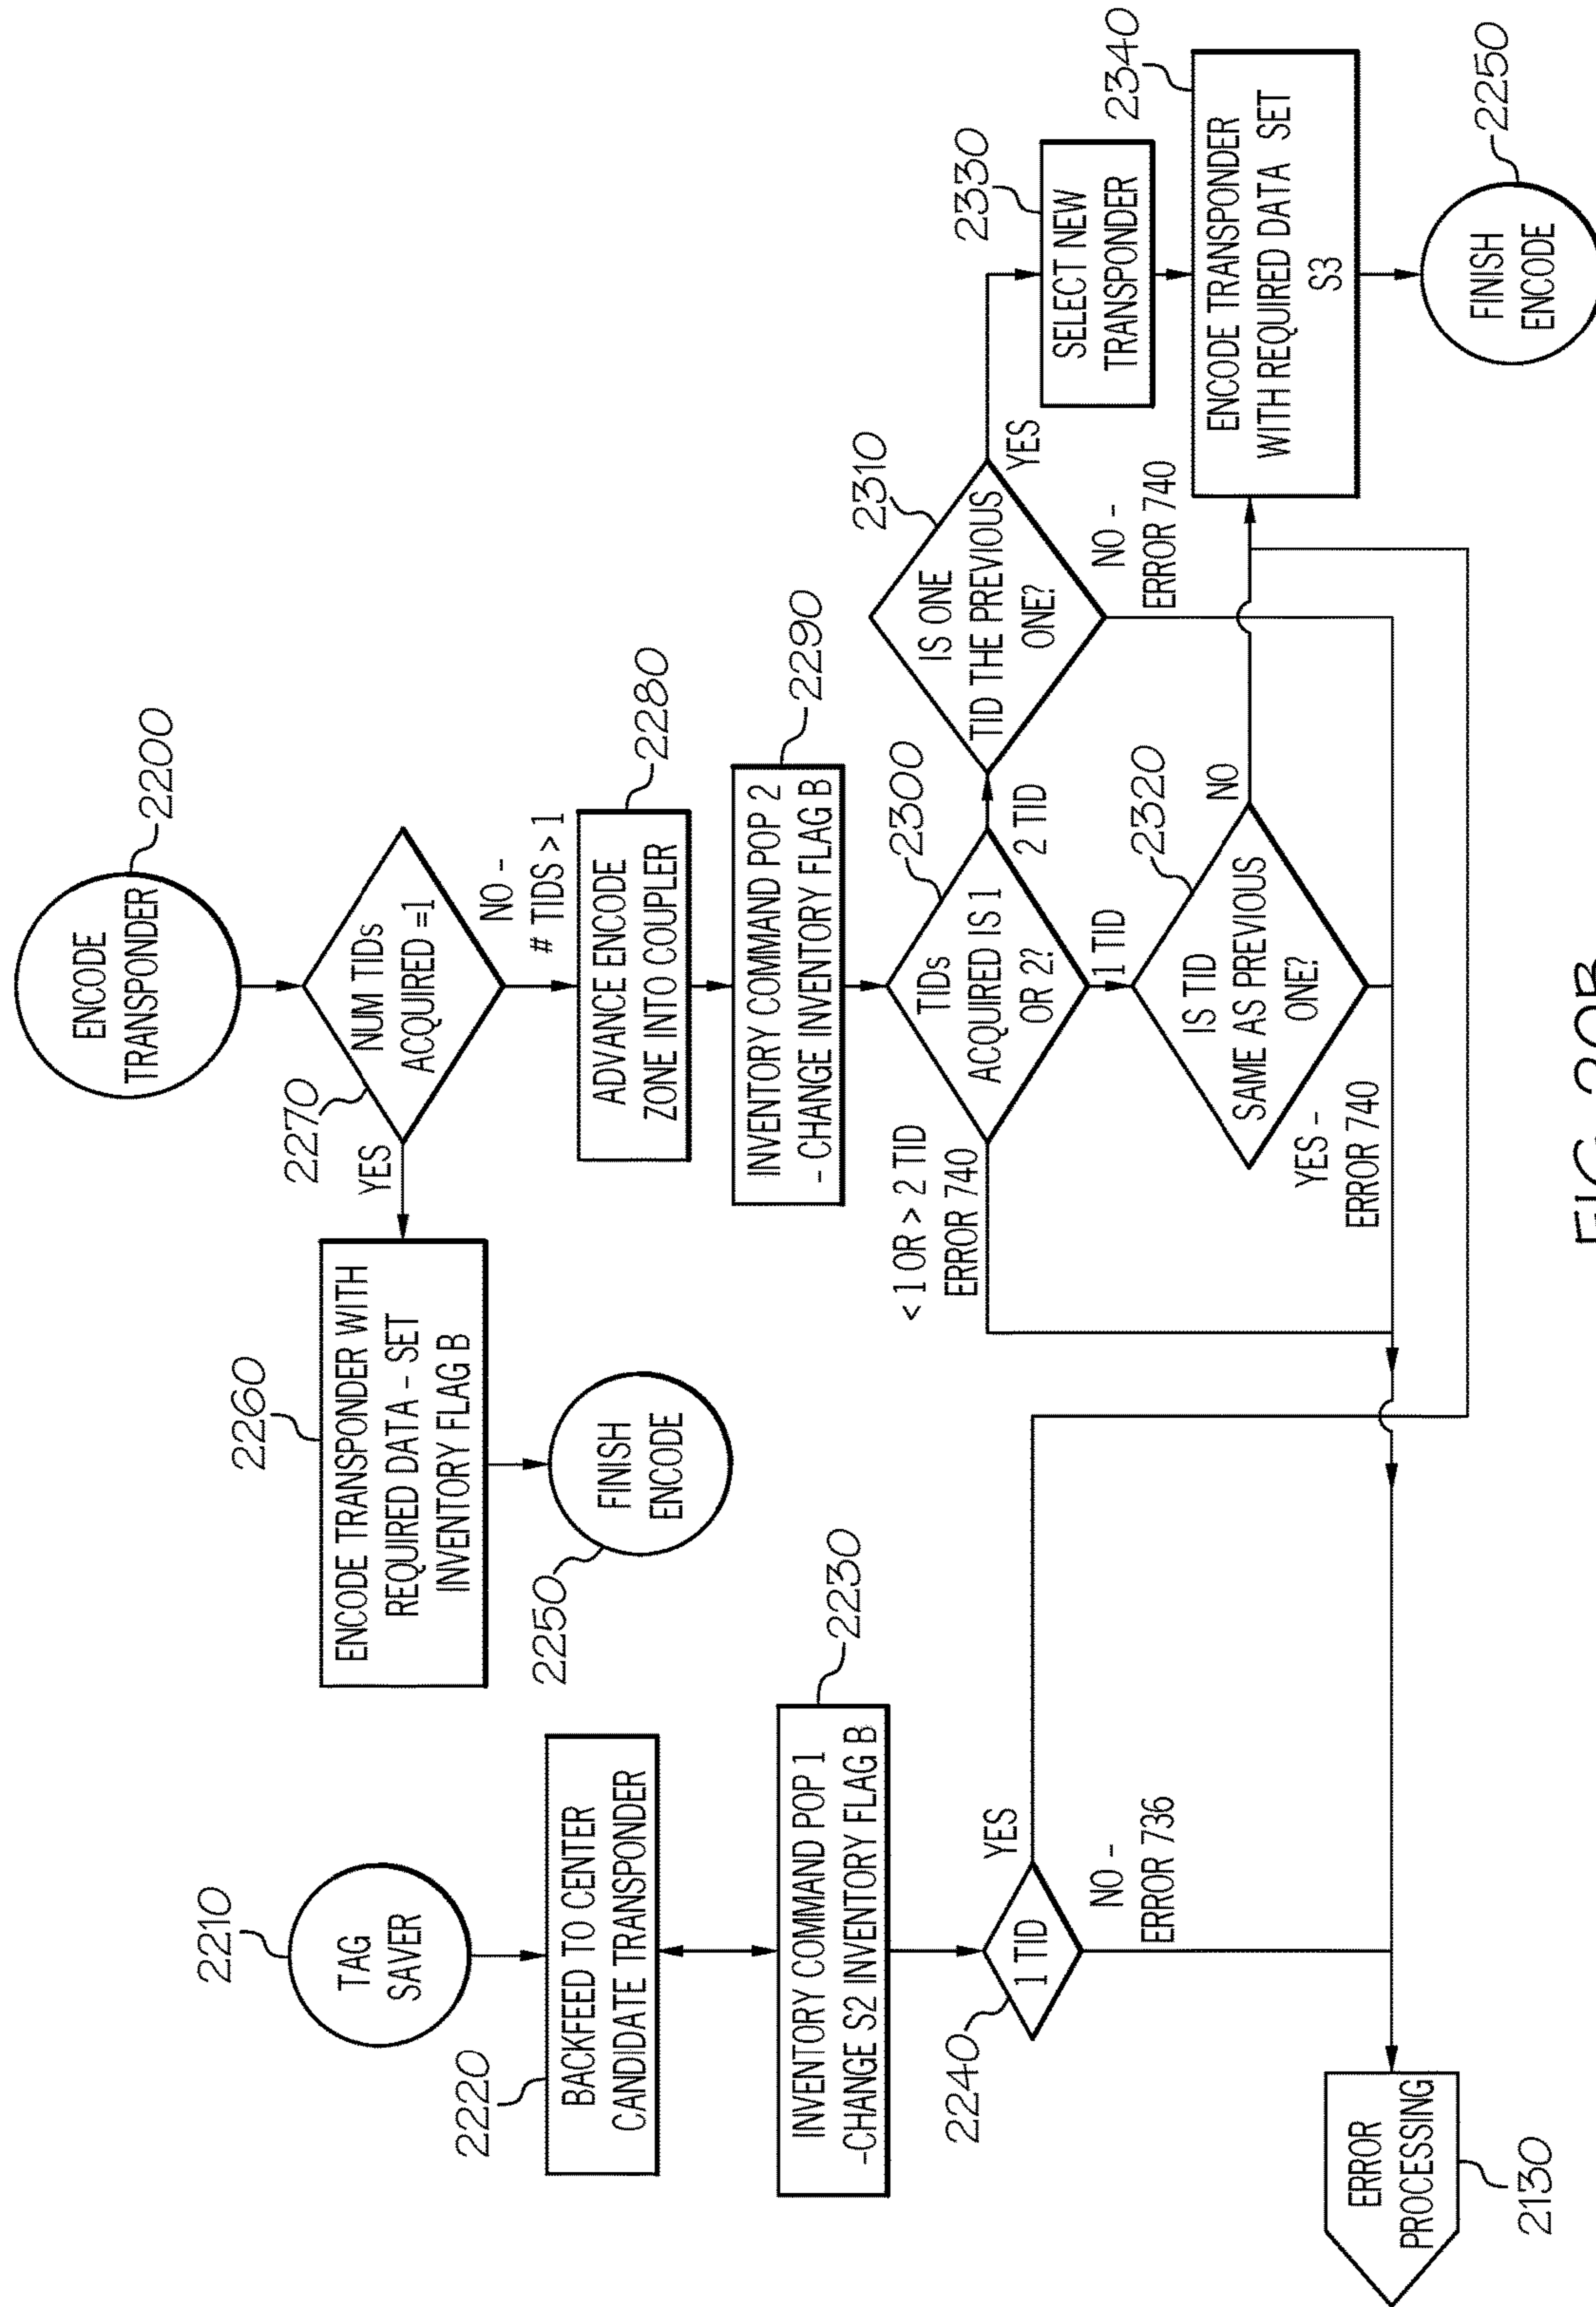 ENCODE
TRANSPONDER
2200
2270
NUM TIDs
ACQUIRED =1
YES
NO -
# TIDS > 1
2260
ENCODE TRANSPONDER WITH
REQUIRED DATA - SET
INVENTORY FLAG B
2250
FINISH
ENCODE
2280
ADVANCE ENCODE
ZONE INTO COUPLER
2290
INVENTORY COMMAND POP 2
- CHANGE INVENTORY FLAG B
2300
TIDs
ACQUIRED IS 1
OR 2?
< 1 OR > 2 TID
ERROR 740
2 TID
1 TID
2310
IS ONE
TID THE PREVIOUS
ONE?
YES
NO -
ERROR 740
2320
IS TID
SAME AS PREVIOUS
ONE?
NO
YES -
ERROR 740
2330
SELECT NEW
TRANSPONDER
2340
ENCODE TRANSPONDER
WITH REQUIRED DATA SET
S3
2250
FINISH
ENCODE
2210
TAG
SAVER
2220
BACKFEED TO CENTER
CANDIDATE TRANSPONDER
2230
INVENTORY COMMAND POP 1
-CHANGE S2 INVENTORY FLAG B
2240
1 TID
YES
NO -
ERROR 736
ERROR
PROCESSING
2130